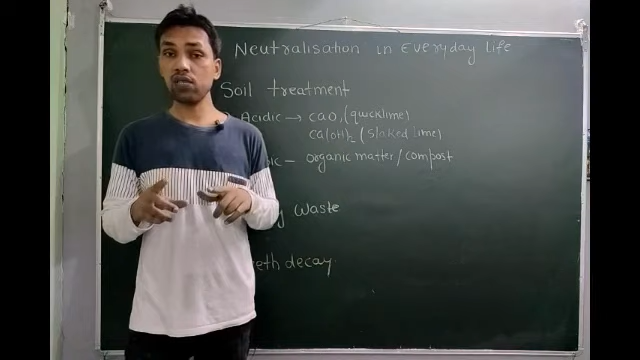 Neutralisation in everyday life
Soil treatment
Acidic → CaO, (quicklime)
Ca(OH)₂ (slaked lime)
ic – organic matter/compost
y Waste
eeth decay